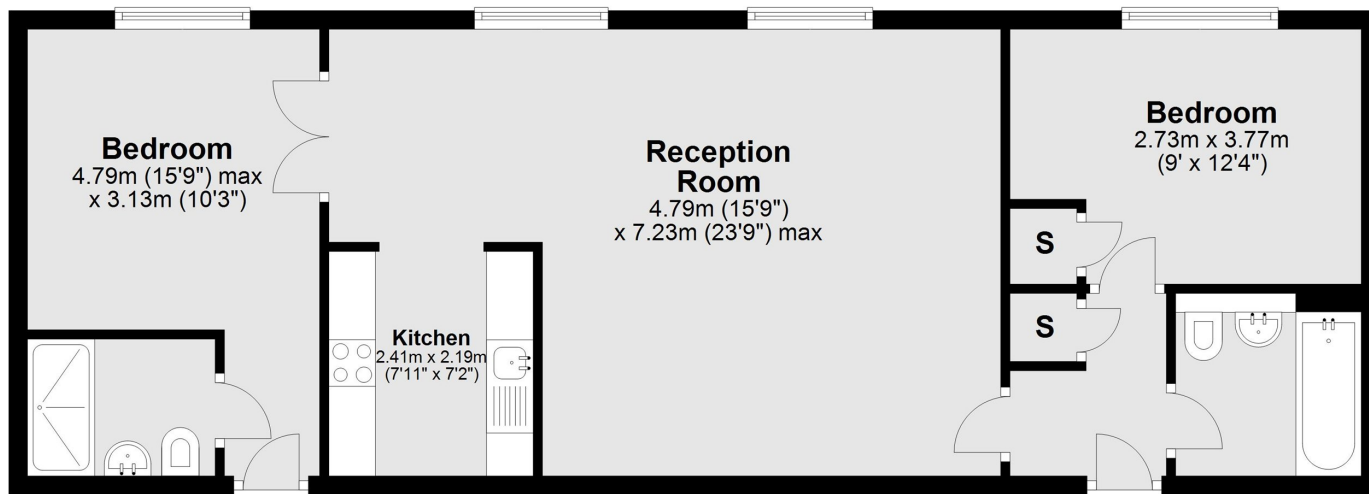 Bedroom
4.79m (15'9") max
x 3.13m (10'3")
Reception
Room
4.79m (15'9")
x 7.23m (23'9") max
Bedroom
2.73m x 3.77m
(9' x 12'4")
S
S
Kitchen
2.41m x 2.19m
(7'11" x 7'2")